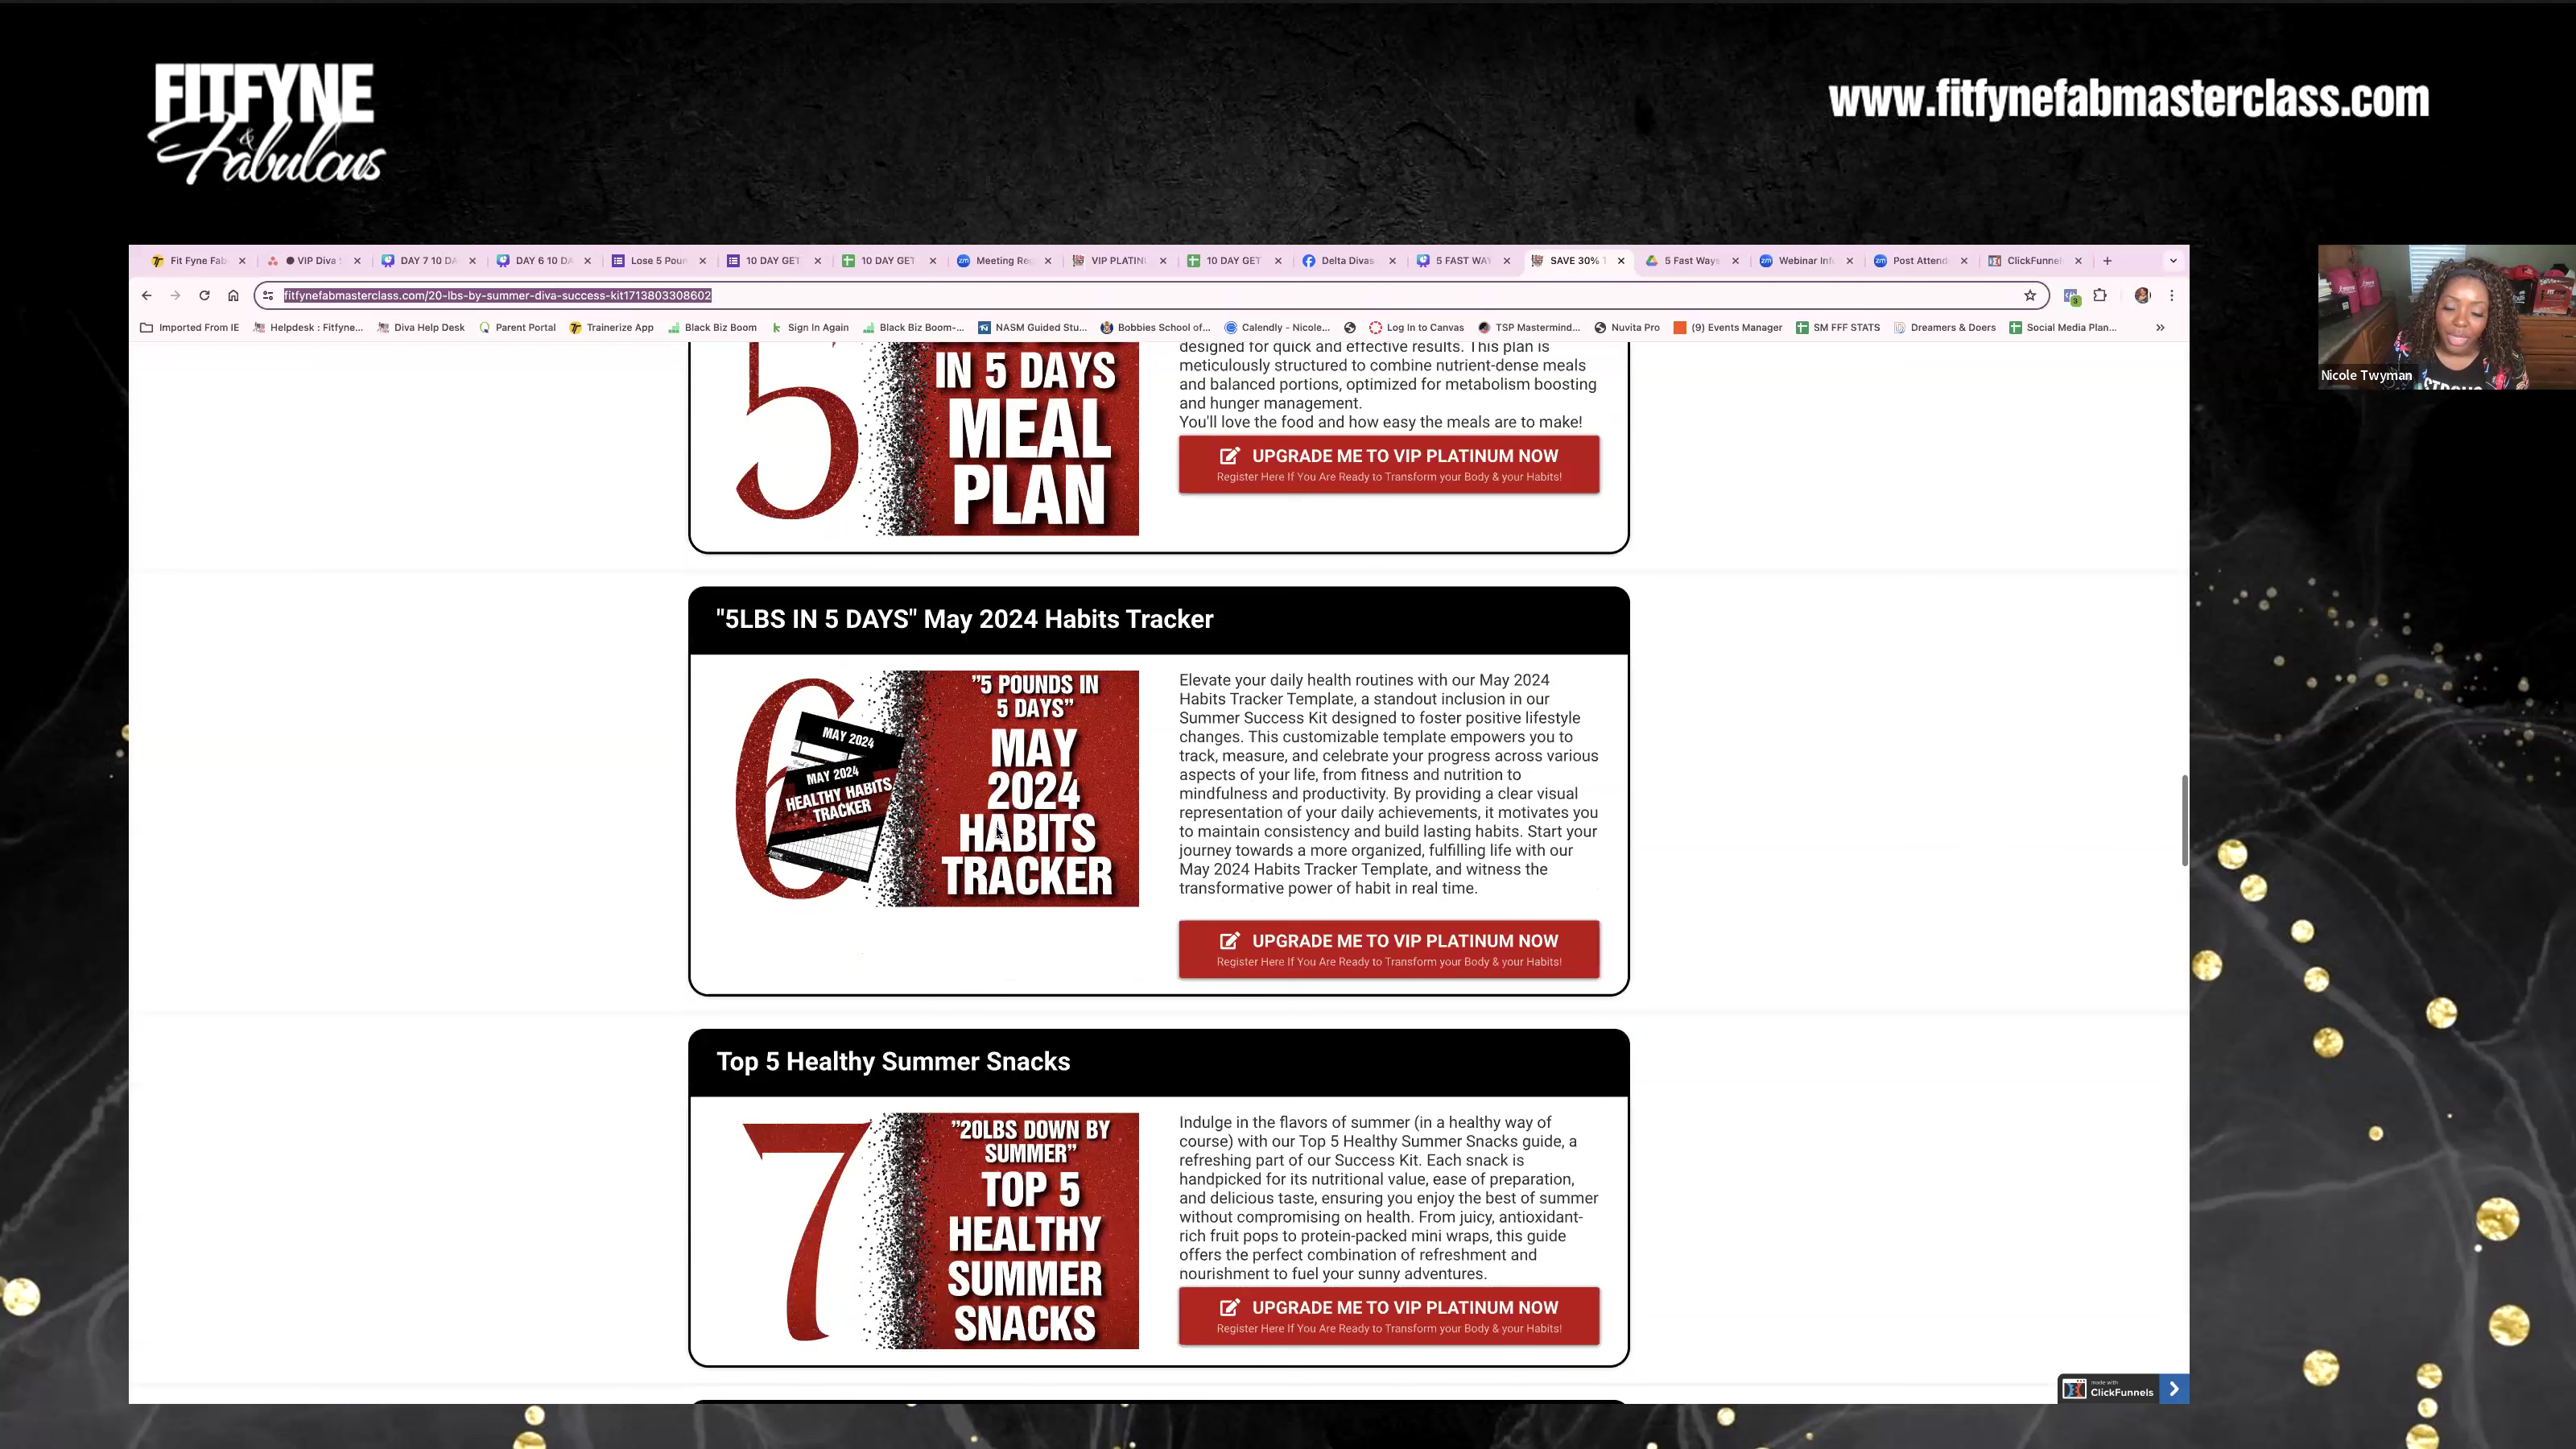 FITFYNE
& Fabulous
www.fitfynefabmasterclass.com
Fit Fyne Fab
VIP Diva
DAY 7 10 DA
DAY 6 10 DA
Lose 5 Poun
10 DAY GET
10 DAY GET
Meeting Reg
VIP PLATIN
10 DAY GET
Delta Divas
5 FAST WAY
SAVE 30%
5 Fast Ways
Webinar Inf
Post Attend
ClickFunnel
fitfynefabmasterclass.com/20-lbs-by-summer-diva-success-kit1713803308602
Imported From IE
Helpdesk : Fitfyne...
Diva Help Desk
Parent Portal
Trainerize App
Black Biz Boom
Sign In Again
Black Biz Boom-...
NASM Guided Stu...
Bobbies School of...
Calendly - Nicole...
Log In to Canvas
TSP Mastermind...
Nuvita Pro
(9) Events Manager
SM FFF STATS
Dreamers & Doers
Social Media Plan...
Nicole Twyman
5
IN 5 DAYS
MEAL
PLAN
designed for quick and effective results. This plan is
meticulously structured to combine nutrient-dense meals
and balanced portions, optimized for metabolism boosting
and hunger management.
You'll love the food and how easy the meals are to make!
UPGRADE ME TO VIP PLATINUM NOW
Register Here If You Are Ready to Transform your Body & your Habits!
"5LBS IN 5 DAYS" May 2024 Habits Tracker
6
MAY 2024
MAY 2024
HEALTHY HABITS
TRACKER
"5 POUNDS IN
5 DAYS"
MAY
2024
HABITS
TRACKER
Elevate your daily health routines with our May 2024
Habits Tracker Template, a standout inclusion in our
Summer Success Kit designed to foster positive lifestyle
changes. This customizable template empowers you to
track, measure, and celebrate your progress across various
aspects of your life, from fitness and nutrition to
mindfulness and productivity. By providing a clear visual
representation of your daily achievements, it motivates you
to maintain consistency and build lasting habits. Start your
journey towards a more organized, fulfilling life with our
May 2024 Habits Tracker Template, and witness the
transformative power of habit in real time.
UPGRADE ME TO VIP PLATINUM NOW
Register Here If You Are Ready to Transform your Body & your Habits!
Top 5 Healthy Summer Snacks
7
"20LBS DOWN BY
SUMMER"
TOP 5
HEALTHY
SUMMER
SNACKS
Indulge in the flavors of summer (in a healthy way of
course) with our Top 5 Healthy Summer Snacks guide, a
refreshing part of our Success Kit. Each snack is
handpicked for its nutritional value, ease of preparation,
and delicious taste, ensuring you enjoy the best of summer
without compromising on health. From juicy, antioxidant-
rich fruit pops to protein-packed mini wraps, this guide
offers the perfect combination of refreshment and
nourishment to fuel your sunny adventures.
UPGRADE ME TO VIP PLATINUM NOW
Register Here If You Are Ready to Transform your Body & your Habits!
made with
ClickFunnels